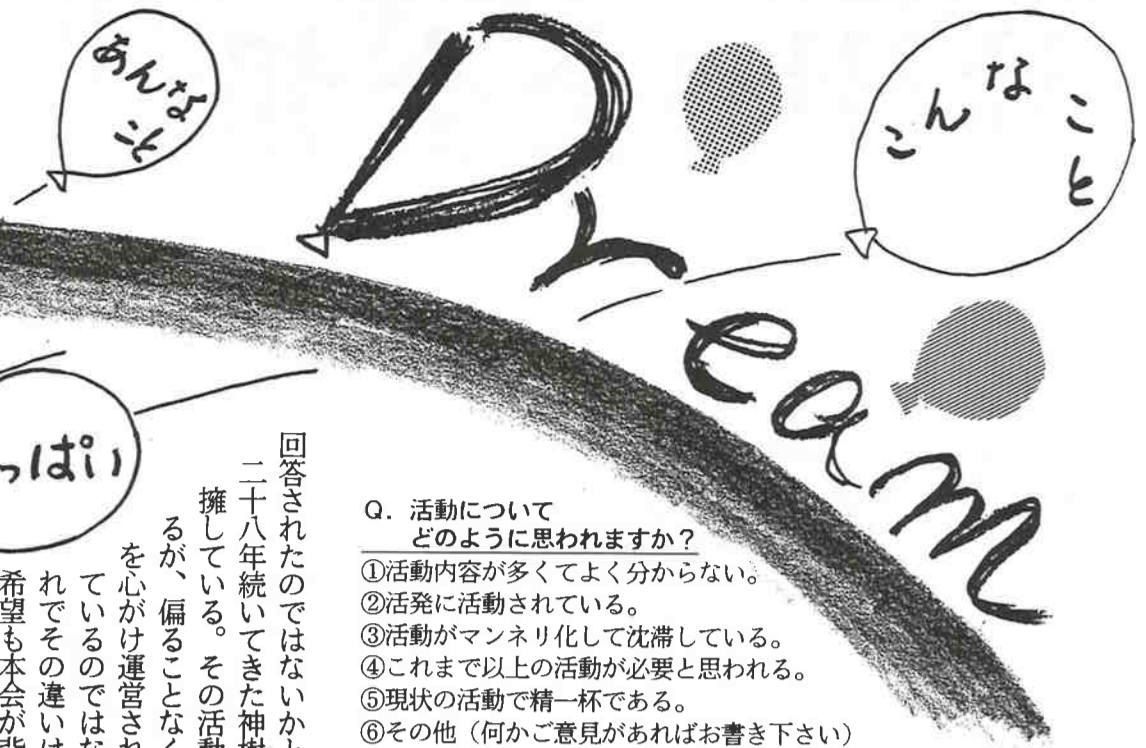 あんな
こと
Dream
こんなこと
っぱい
Q．活動について
どのように思われますか？
①活動内容が多くてよく分からない。
②活発に活動されている。
③活動がマンネリ化して沈滞している。
④これまで以上の活動が必要と思われる。
⑤現状の活動で精一杯である。
⑥その他（何かご意見があればお書き下さい）
回答されたのではないかと
二十八年続いてきた神樹
擁している。その活動
るが、偏ることなく
を心がけ運営され
ているのではな
れでその違いは
希望も本会が背